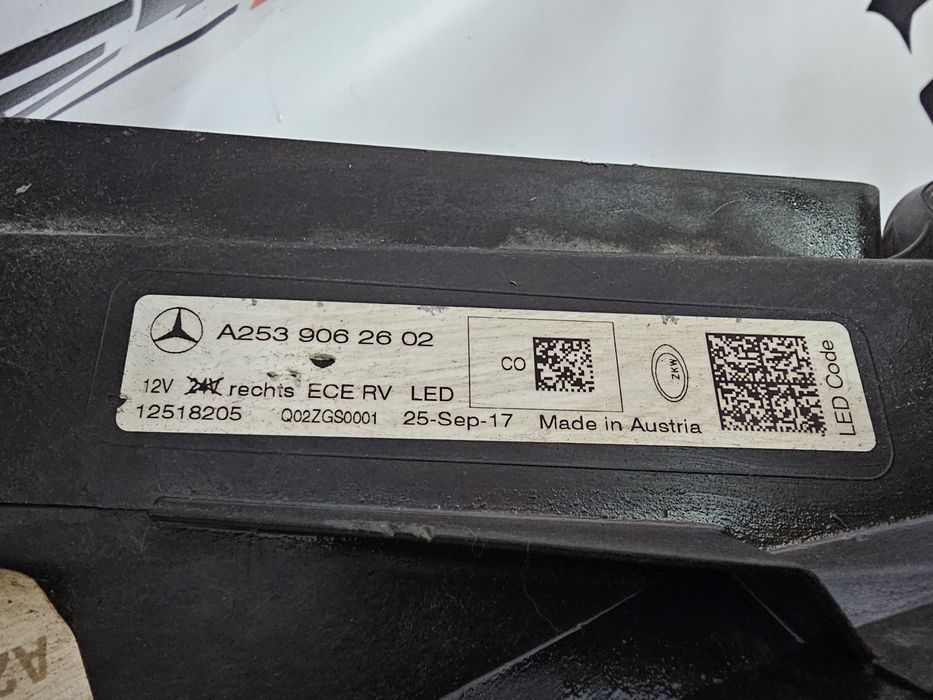 A253 906 26 02
12V 24V rechts ECE RV LED
12518205 Q02ZGS0001 25-Sep-17 Made in Austria
CO
ZKW
LED Code
A2